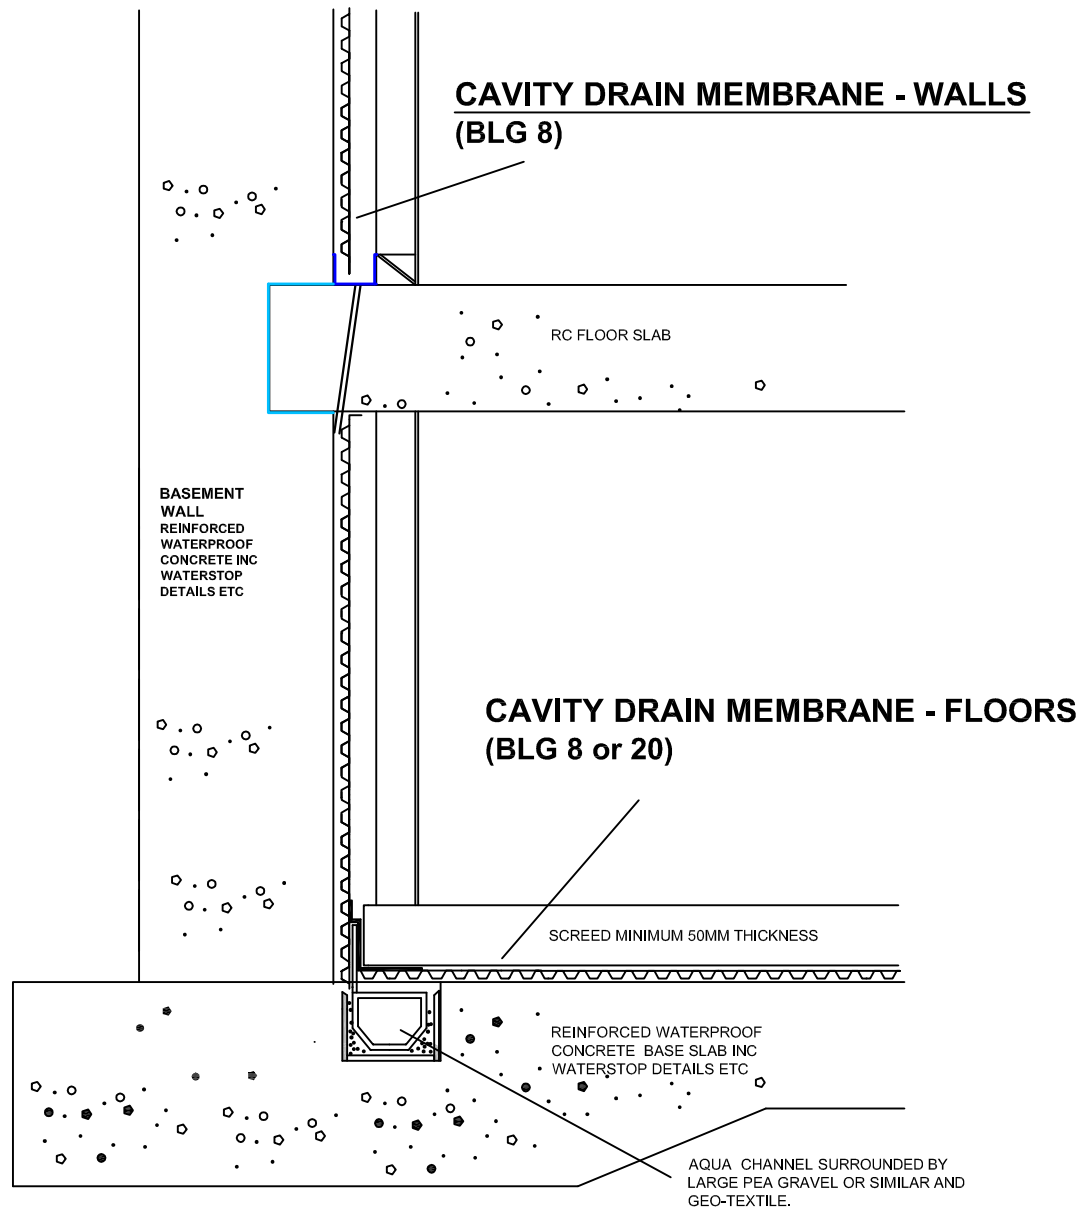 CAVITY DRAIN MEMBRANE - WALLS
(BLG 8)
RC FLOOR SLAB
BASEMENT
WALL
REINFORCED
WATERPROOF
CONCRETE INC
WATERSTOP
DETAILS ETC
CAVITY DRAIN MEMBRANE - FLOORS
(BLG 8 or 20)
SCREED MINIMUM 50MM THICKNESS
REINFORCED WATERPROOF
CONCRETE BASE SLAB INC
WATERSTOP DETAILS ETC
AQUA CHANNEL SURROUNDED BY
LARGE PEA GRAVEL OR SIMILAR AND
GEO-TEXTILE.